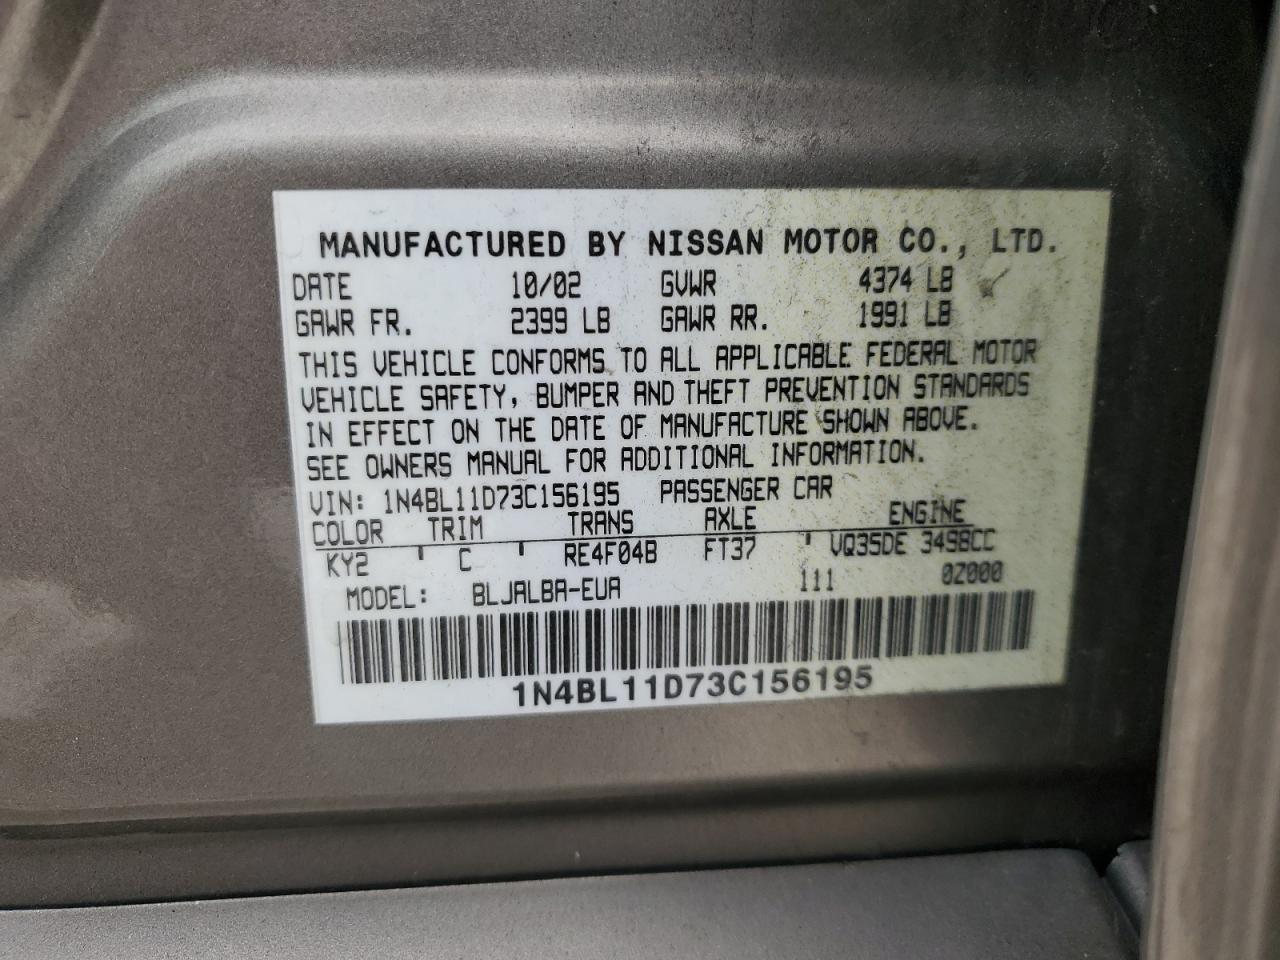 MANUFACTURED BY NISSAN MOTOR CO., LTD.
DATE 10/02 GVWR 4374 LB
GAWR FR. 2399 LB GAWR RR. 1991 LB
THIS VEHICLE CONFORMS TO ALL APPLICABLE FEDERAL MOTOR
VEHICLE SAFETY, BUMPER AND THEFT PREVENTION STANDARDS
IN EFFECT ON THE DATE OF MANUFACTURE SHOWN ABOVE.
SEE OWNERS MANUAL FOR ADDITIONAL INFORMATION.
VIN: 1N4BL11D73C156195 PASSENGER CAR
COLOR TRIM TRANS AXLE ENGINE
KY2 ' C ' RE4F04B FT37 ' VQ35DE 3498CC
MODEL: BLJALBA-EUA 111 0Z000
1N4BL11D73C156195